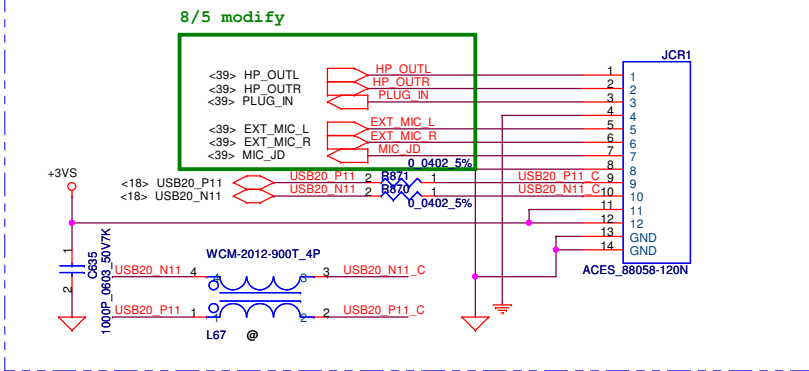 8/5 modify
JCR1
<39> HP_OUTL HP_OUTL 1 1
<39> HP_OUTR HP_OUTR 2 2
<39> PLUG_IN PLUG_IN 3 3
4 4
<39> EXT_MIC_L EXT_MIC_L 5 5
<39> EXT_MIC_R EXT_MIC_R 6 6
<39> MIC_JD MIC_JD 7 7
0_0402_5% 8 8
+3VS
<18> USB20_P11 USB20_P11 2 R871 1 USB20_P11_C 9 9
<18> USB20_N11 USB20_N11 2 R870 1 USB20_N11_C 10 10
0_0402_5% 11 11
12 12
13 GND
14 GND
ACES_88058-120N
1
2
C635
1000P_0603_50V7K
WCM-2012-900T_4P
USB20_N11 4 4 3 3 USB20_N11_C
USB20_P11 1 1 2 2 USB20_P11_C
L67 @